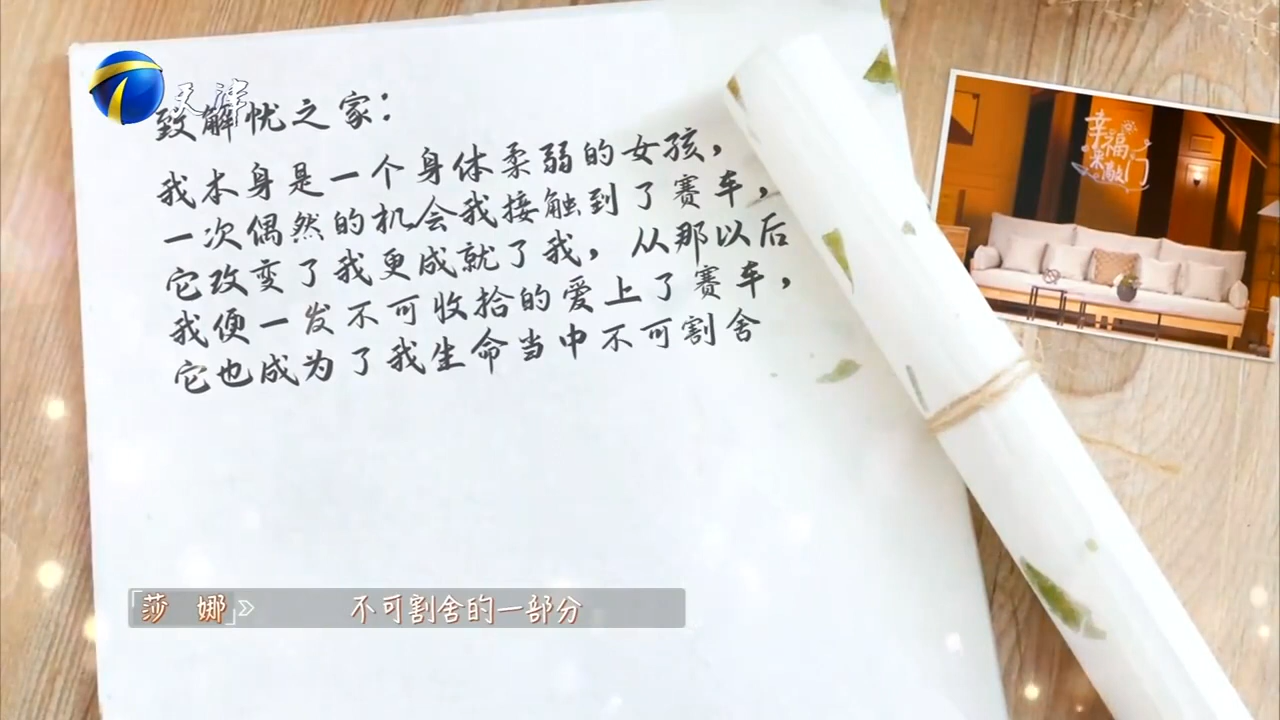 天津
致解忧之家：
我本身是一个身体柔弱的女孩，
一次偶然的机会我接触到了赛车，
它改变了我更成就了我，从那以后
我便一发不可收拾的爱上了赛车，
它也成为了我生命当中不可割舍
幸福来敲门
莎 娜 不可割舍的一部分